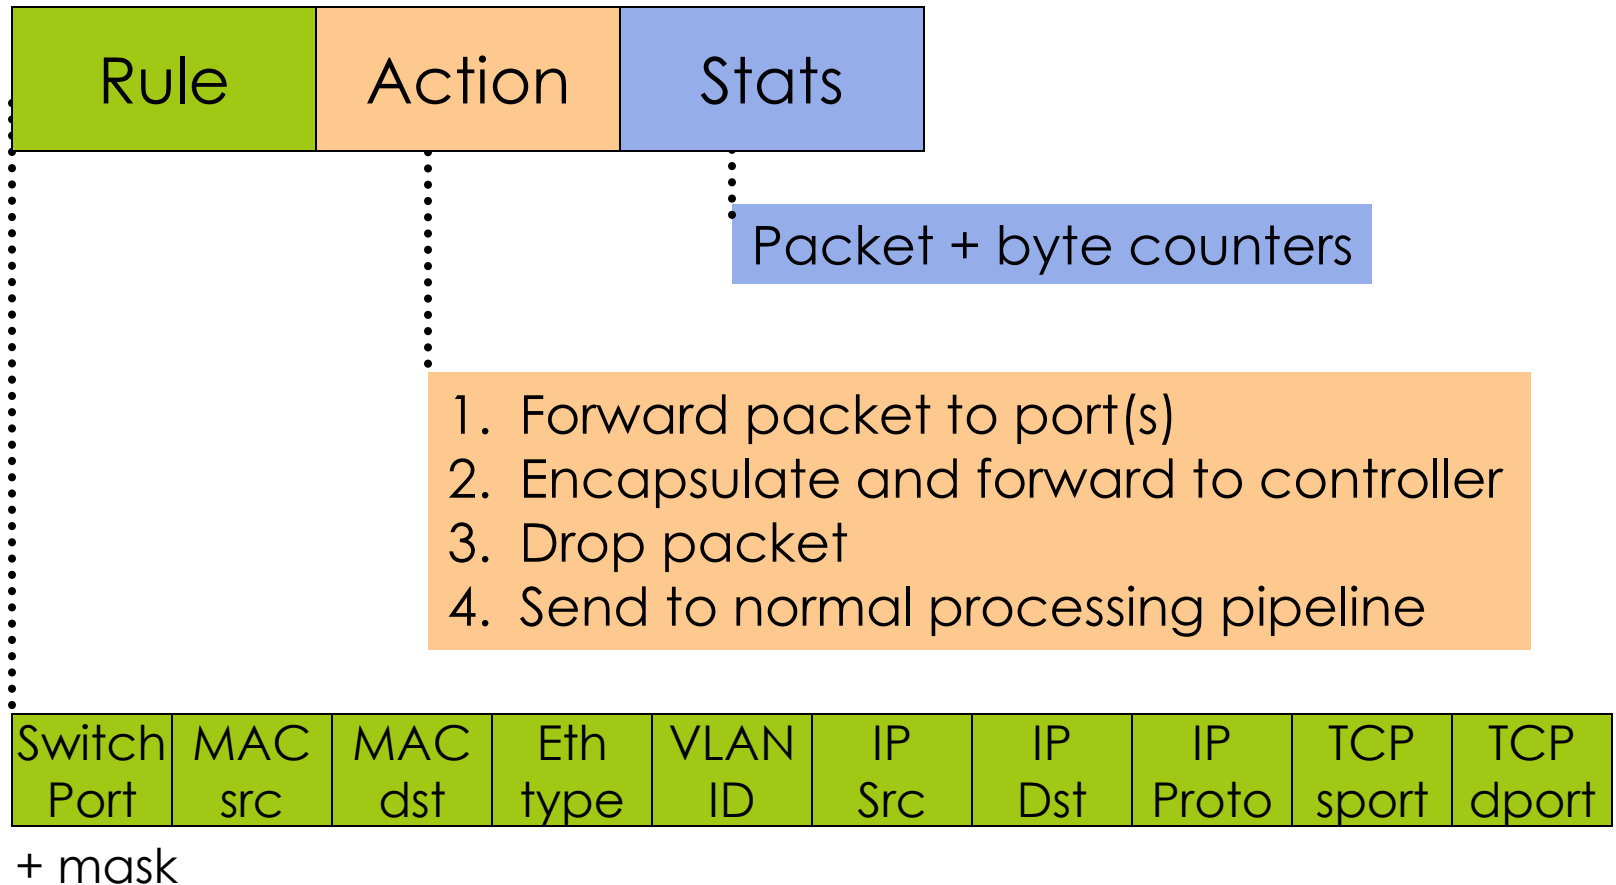 Rule Action Stats
Packet + byte counters
1. Forward packet to port(s)
2. Encapsulate and forward to controller
3. Drop packet
4. Send to normal processing pipeline
Switch Port
MAC src
MAC dst
Eth type
VLAN ID
IP Src
IP Dst
IP Proto
TCP sport
TCP dport
+ mask